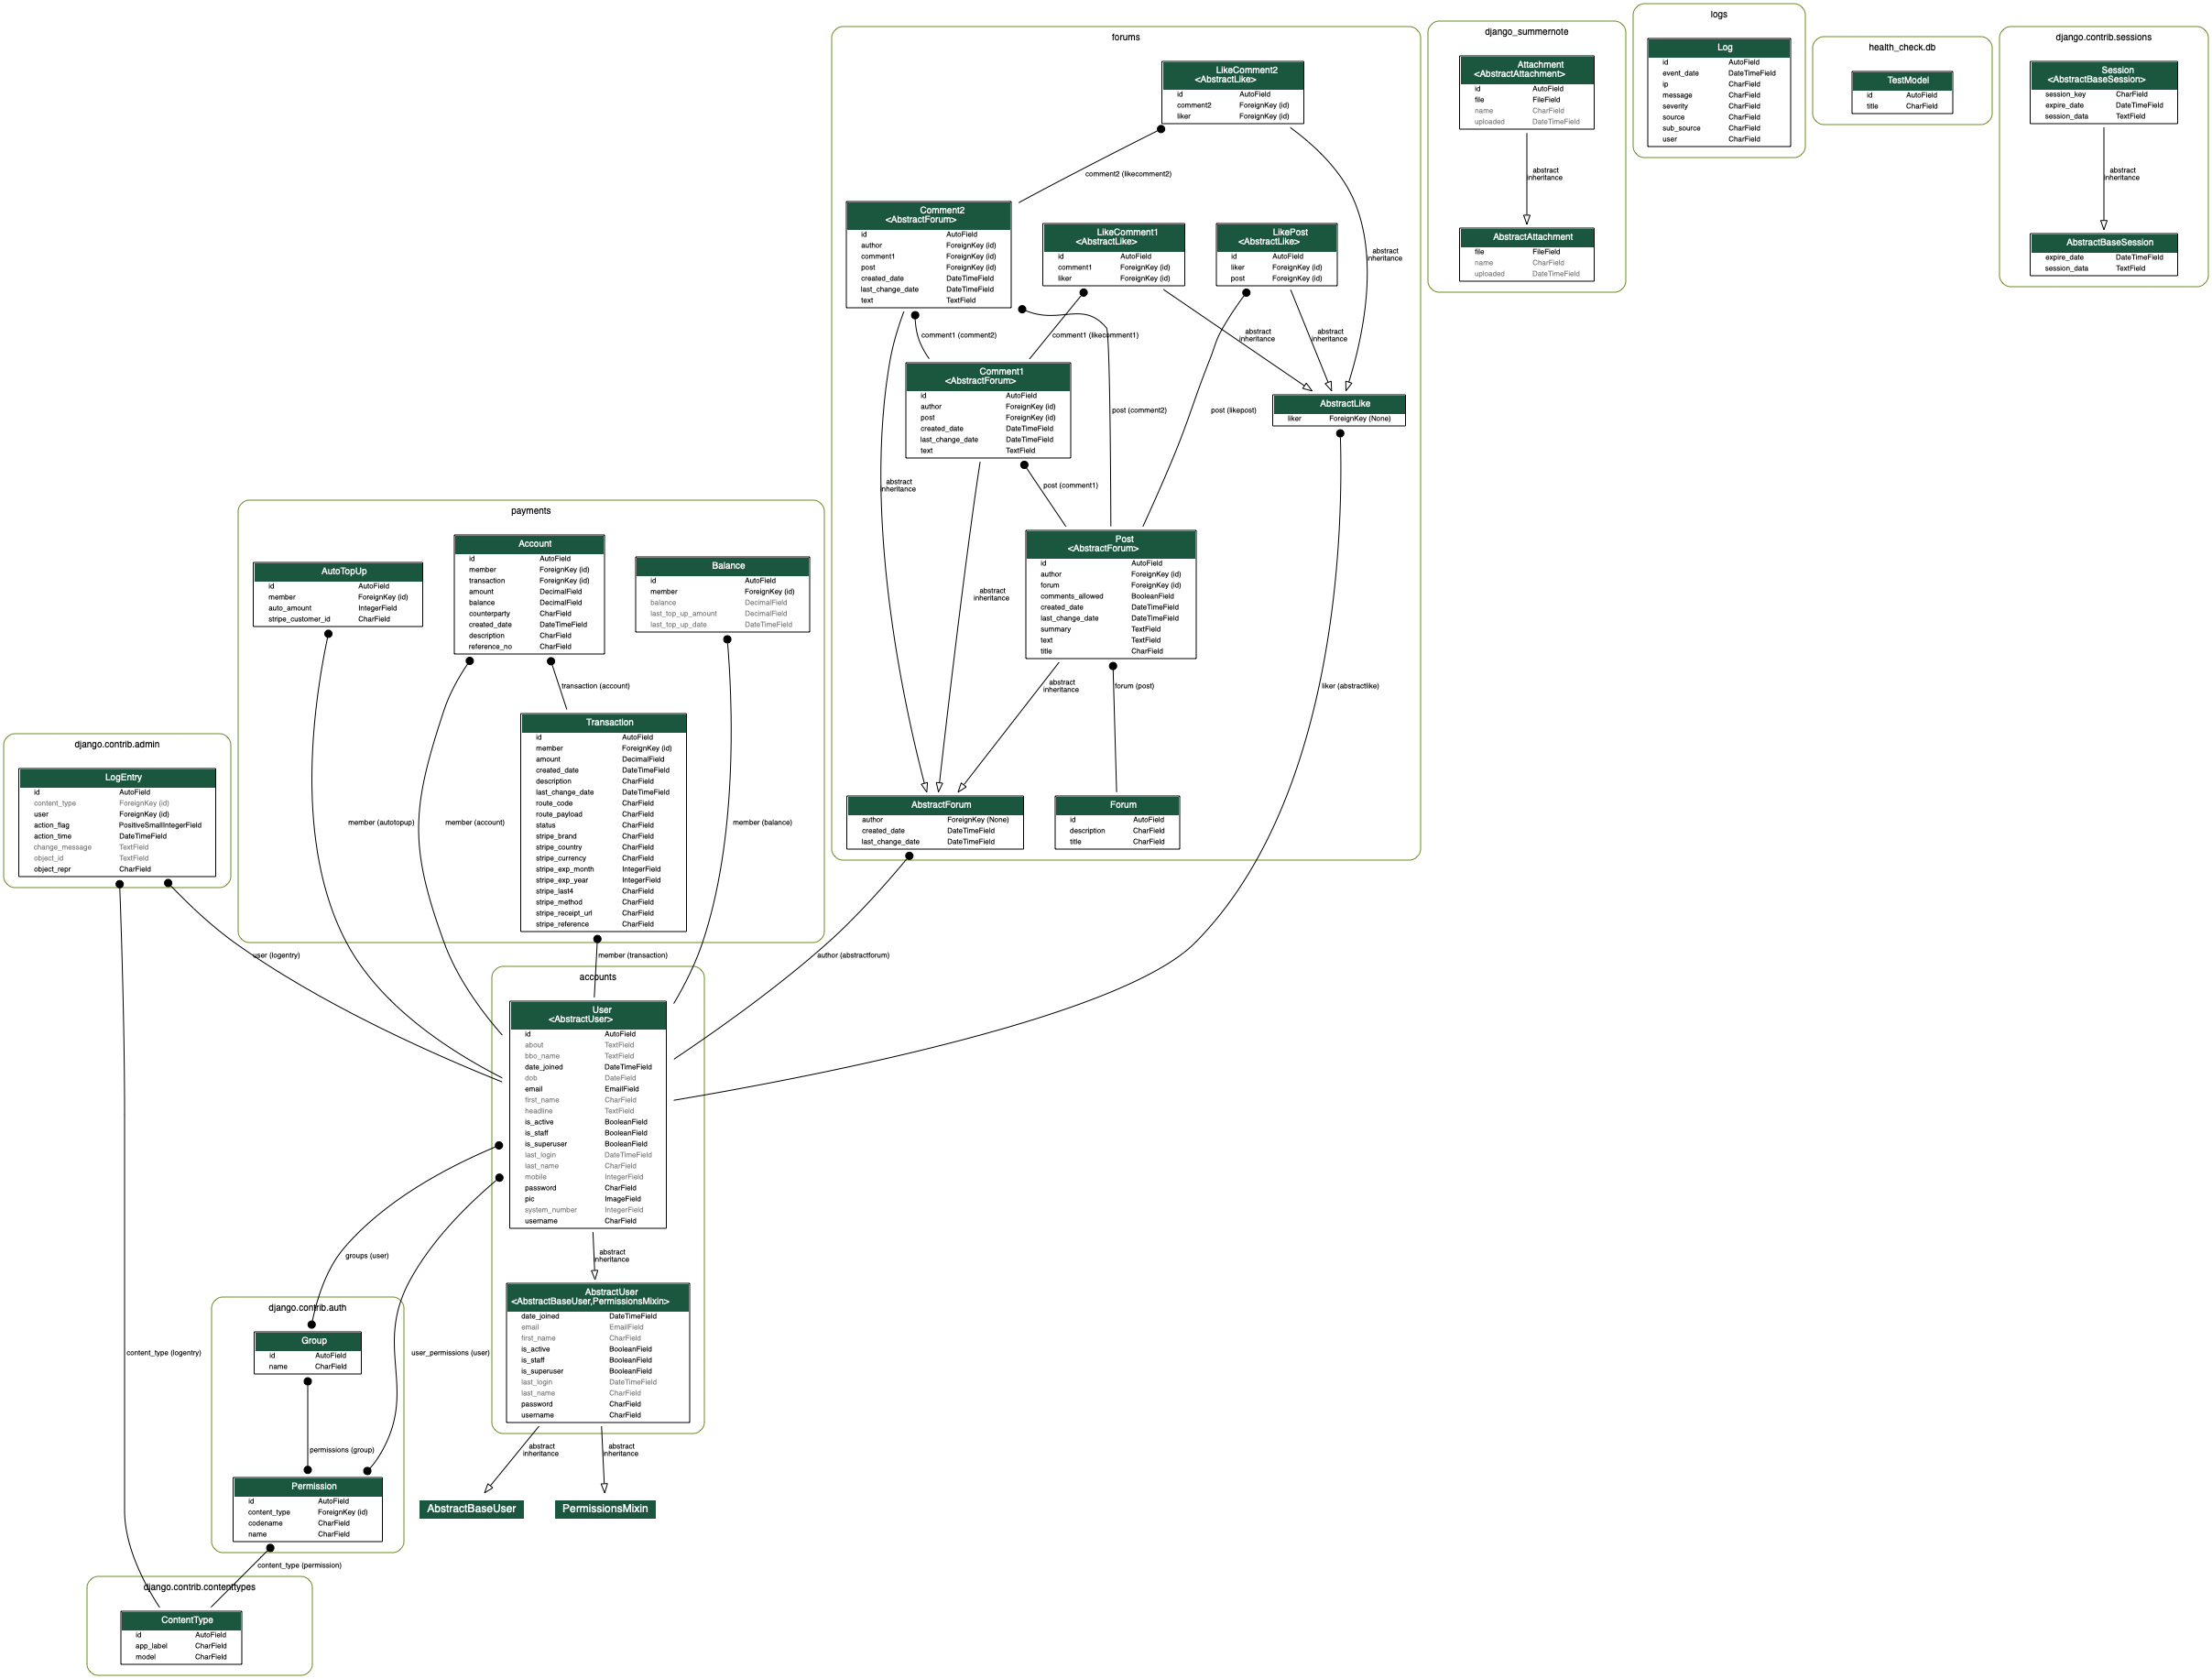 forums
LikeComment2
<AbstractLike>
id AutoField
comment2 ForeignKey (id)
liker ForeignKey (id)
comment2 (likecomment2)
abstract
inheritance
Comment2
<AbstractForum>
id AutoField
author ForeignKey (id)
comment1 ForeignKey (id)
post ForeignKey (id)
created_date DateTimeField
last_change_date DateTimeField
text TextField
LikeComment1
<AbstractLike>
id AutoField
comment1 ForeignKey (id)
liker ForeignKey (id)
LikePost
<AbstractLike>
id AutoField
liker ForeignKey (id)
post ForeignKey (id)
comment1 (comment2)
comment1 (likecomment1)
abstract
inheritance
abstract
inheritance
Comment1
<AbstractForum>
id AutoField
author ForeignKey (id)
post ForeignKey (id)
created_date DateTimeField
last_change_date DateTimeField
text TextField
post (comment2)
post (likepost)
AbstractLike
liker ForeignKey (None)
abstract
inheritance
post (comment1)
Post
<AbstractForum>
id AutoField
author ForeignKey (id)
forum ForeignKey (id)
comments_allowed BooleanField
created_date DateTimeField
last_change_date DateTimeField
summary TextField
text TextField
title CharField
abstract
inheritance
abstract
inheritance
forum (post)
liker (abstractlike)
AbstractForum
author ForeignKey (None)
created_date DateTimeField
last_change_date DateTimeField
Forum
id AutoField
description CharField
title CharField
django_summernote
Attachment
<AbstractAttachment>
id AutoField
file FileField
name CharField
uploaded DateTimeField
abstract
inheritance
AbstractAttachment
file FileField
name CharField
uploaded DateTimeField
logs
Log
id AutoField
event_date DateTimeField
ip CharField
message CharField
severity CharField
source CharField
sub_source CharField
user CharField
health_check.db
TestModel
id AutoField
title CharField
django.contrib.sessions
Session
<AbstractBaseSession>
session_key CharField
expire_date DateTimeField
session_data TextField
abstract
inheritance
AbstractBaseSession
expire_date DateTimeField
session_data TextField
payments
AutoTopUp
id AutoField
member ForeignKey (id)
auto_amount IntegerField
stripe_customer_id CharField
Account
id AutoField
member ForeignKey (id)
transaction ForeignKey (id)
amount DecimalField
balance DecimalField
counterparty CharField
created_date DateTimeField
description CharField
reference_no CharField
Balance
id AutoField
member ForeignKey (id)
balance DecimalField
last_top_up_amount DecimalField
last_top_up_date DateTimeField
transaction (account)
Transaction
id AutoField
member ForeignKey (id)
amount DecimalField
created_date DateTimeField
description CharField
last_change_date DateTimeField
route_code CharField
route_payload CharField
status CharField
stripe_brand CharField
stripe_country CharField
stripe_currency CharField
stripe_exp_month IntegerField
stripe_exp_year IntegerField
stripe_last4 CharField
stripe_method CharField
stripe_receipt_url CharField
stripe_reference CharField
member (autotopup)
member (account)
member (balance)
django.contrib.admin
LogEntry
id AutoField
content_type ForeignKey (id)
user ForeignKey (id)
action_flag PositiveSmallIntegerField
action_time DateTimeField
change_message TextField
object_id TextField
object_repr CharField
user (logentry)
member (transaction)
author (abstractforum)
accounts
User
<AbstractUser>
id AutoField
about TextField
bbo_name TextField
date_joined DateTimeField
dob DateField
email EmailField
first_name CharField
headline TextField
is_active BooleanField
is_staff BooleanField
is_superuser BooleanField
last_login DateTimeField
last_name CharField
mobile IntegerField
password CharField
pic ImageField
system_number IntegerField
username CharField
groups (user)
abstract
inheritance
AbstractUser
<AbstractBaseUser,PermissionsMixin>
date_joined DateTimeField
email EmailField
first_name CharField
is_active BooleanField
is_staff BooleanField
is_superuser BooleanField
last_login DateTimeField
last_name CharField
password CharField
username CharField
abstract
inheritance
abstract
inheritance
AbstractBaseUser
PermissionsMixin
django.contrib.auth
Group
id AutoField
name CharField
content_type (logentry)
user_permissions (user)
permissions (group)
Permission
id AutoField
content_type ForeignKey (id)
codename CharField
name CharField
content_type (permission)
django.contrib.contenttypes
ContentType
id AutoField
app_label CharField
model CharField